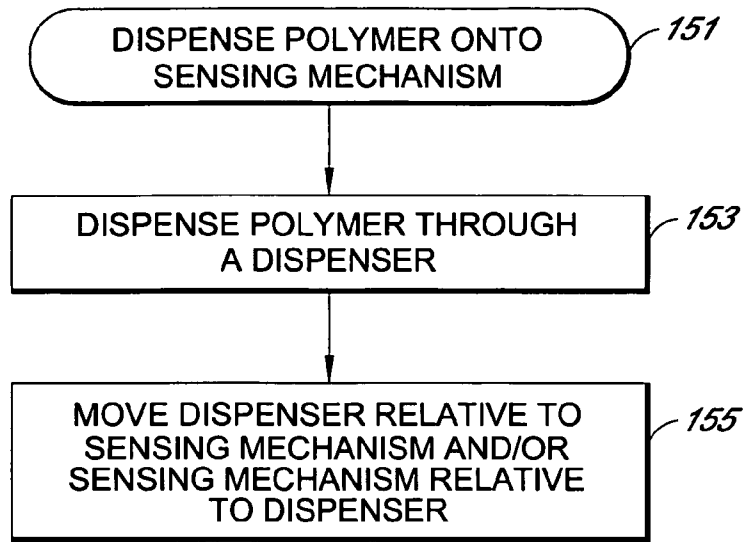 DISPENSE POLYMER ONTO
SENSING MECHANISM
151
DISPENSE POLYMER THROUGH
A DISPENSER
153
MOVE DISPENSER RELATIVE TO
SENSING MECHANISM AND/OR
SENSING MECHANISM RELATIVE
TO DISPENSER
155